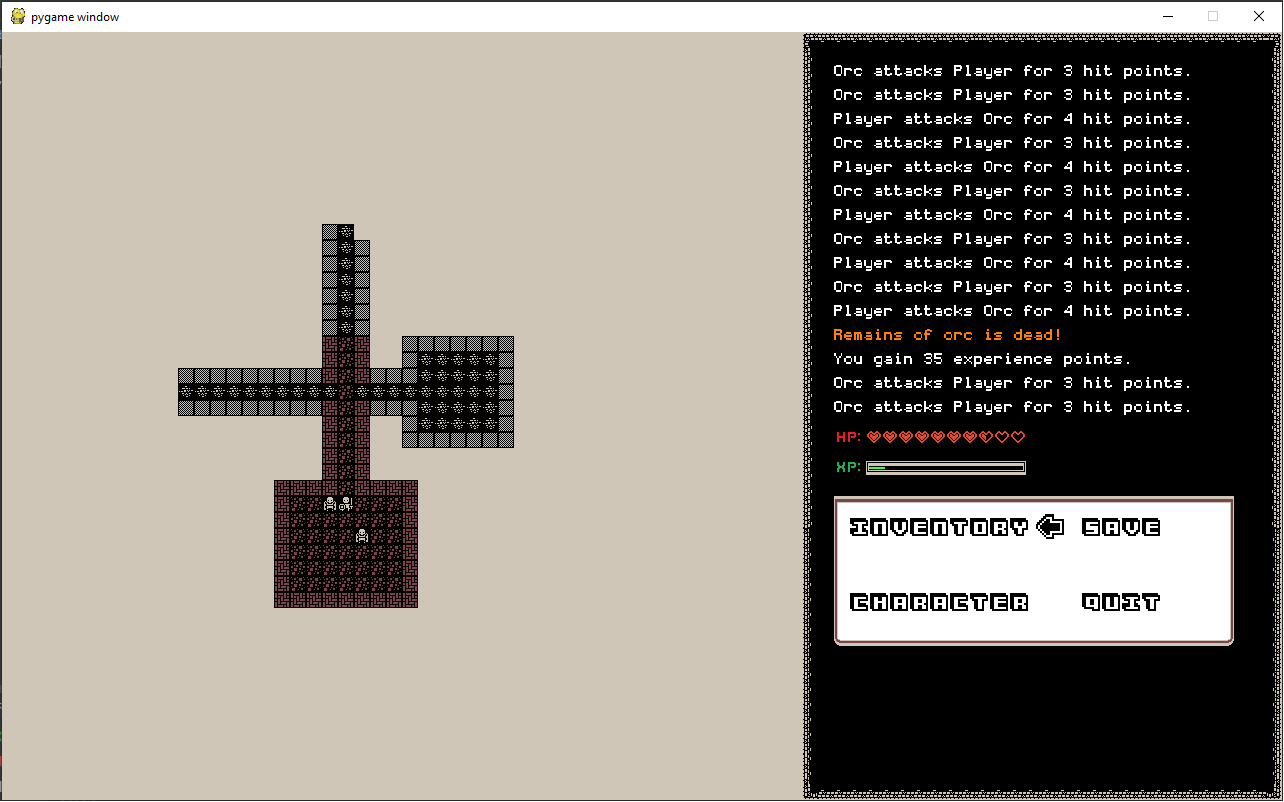 pygame window
Orc attacks Player for 3 hit points.
Orc attacks Player for 3 hit points.
Player attacks Orc for 4 hit points.
Orc attacks Player for 3 hit points.
Player attacks Orc for 4 hit points.
Orc attacks Player for 3 hit points.
Player attacks Orc for 4 hit points.
Orc attacks Player for 3 hit points.
Player attacks Orc for 4 hit points.
Orc attacks Player for 3 hit points.
Player attacks Orc for 4 hit points.
Remains of orc is dead!
You gain 35 experience points.
Orc attacks Player for 3 hit points.
Orc attacks Player for 3 hit points.
HP:
XP:
INVENTORY SAVE
CHARACTER QUIT